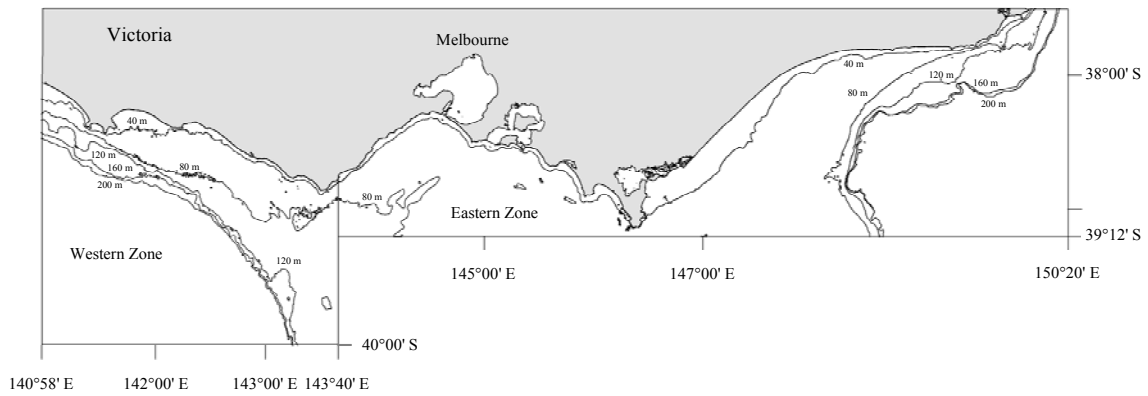 Victoria
Melbourne
40 m
38°00' S
80 m
120 m
160 m
200 m
40 m
120 m
160 m
200 m
80 m
80 m
Eastern Zone
39°12' S
Western Zone
120 m
145°00' E
147°00' E
150°20' E
40°00' S
140°58' E
142°00' E
143°00' E
143°40' E